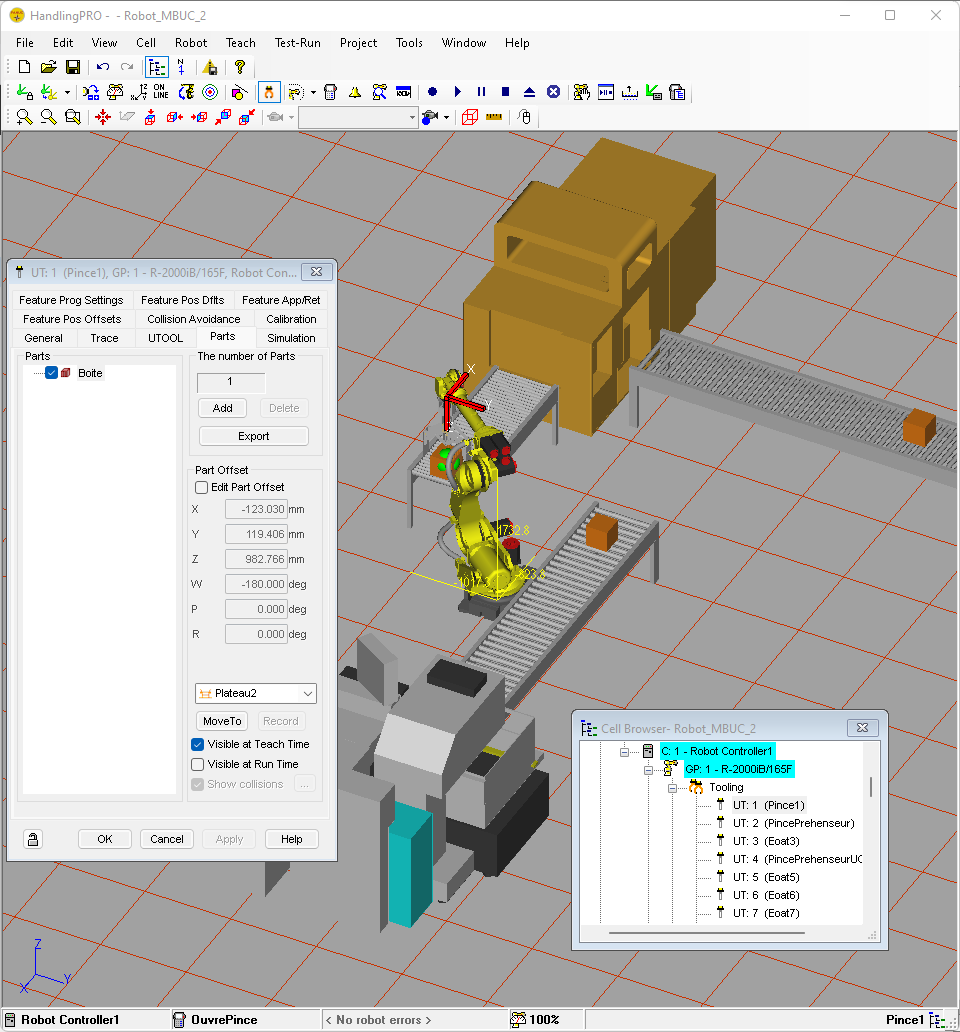 HandlingPRO - - Robot_MBUC_2
File Edit View Cell Robot Teach Test-Run Project Tools Window Help
UT: 1 (Pince1), GP: 1 - R-2000iB/165F, Robot Con...
Feature Prog Settings Feature Pos Dflts Feature App/Ret
Feature Pos Offsets Collision Avoidance Calibration
General Trace UTOOL Parts Simulation
Parts
Boite
The number of Parts
1
Add Delete
Export
Part Offset
Edit Part Offset
X -123.030 mm
Y 119.406 mm
Z 982.766 mm
W -180.000 deg
P 0.000 deg
R 0.000 deg
Plateau2
MoveTo Record
Visible at Teach Time
Visible at Run Time
Show collisions ...
OK Cancel Apply Help
X
1732.8
Cell Browser- Robot_MBUC_2
C: 1 - Robot Controller1
GP: 1 - R-2000iB/165F
Tooling
UT: 1 (Pince1)
UT: 2 (PincePrehenseur)
UT: 3 (Eoat3)
UT: 4 (PincePrehenseurUC
UT: 5 (Eoat5)
UT: 6 (Eoat6)
UT: 7 (Eoat7)
Z
Y
X
Robot Controller1 OuvrePince < No robot errors > 100% Pince1